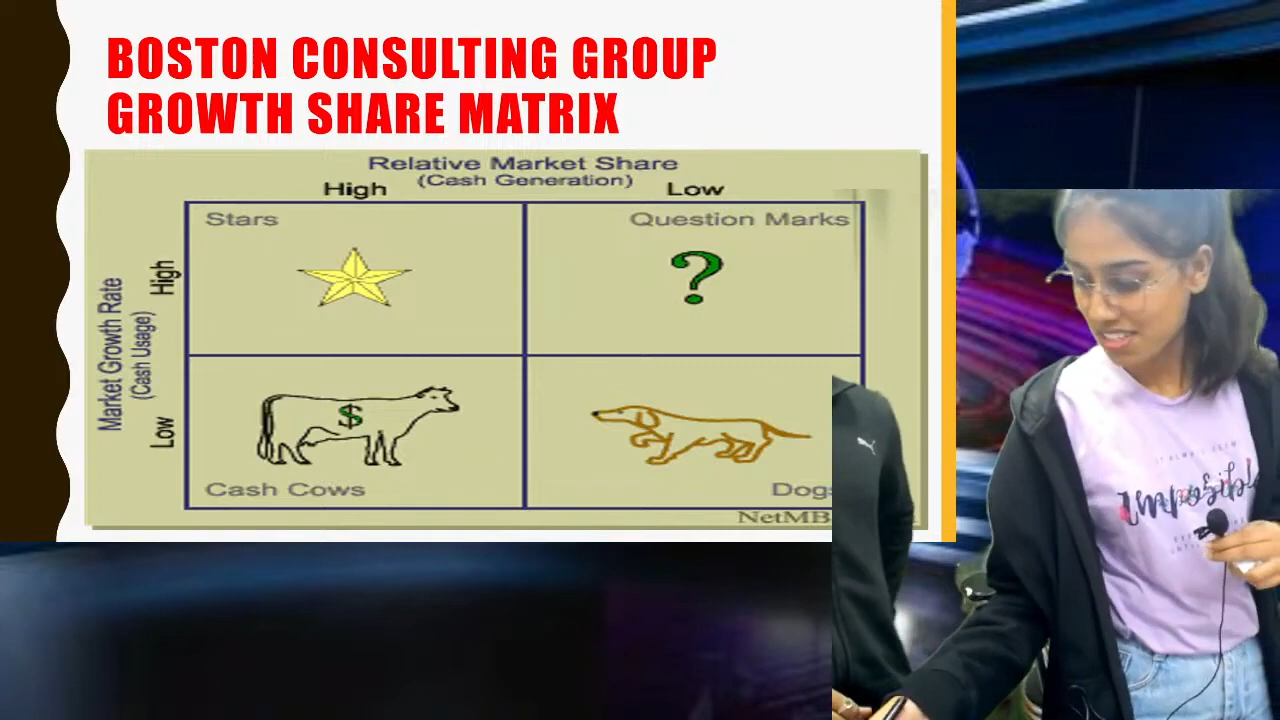 BOSTON CONSULTING GROUP
GROWTH SHARE MATRIX
Relative Market Share
(Cash Generation)
High
Low
Market Growth Rate
(Cash Usage)
High
Low
Stars
Question Marks
?
$
Cash Cows
Dogs
NetMB